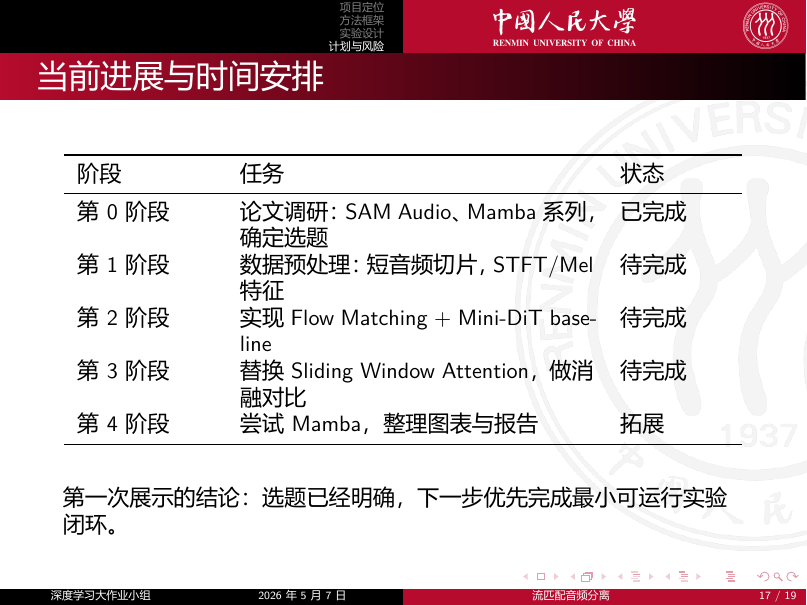 项目定位
方法框架
实验设计
计划与风险
中国人民大学
RENMIN UNIVERSITY OF CHINA
当前进展与时间安排
阶段 任务 状态
第 0 阶段 论文调研：SAM Audio、Mamba 系列， 已完成
确定选题
第 1 阶段 数据预处理：短音频切片，STFT/Mel 待完成
特征
第 2 阶段 实现 Flow Matching + Mini-DiT base- 待完成
line
第 3 阶段 替换 Sliding Window Attention，做消 待完成
融对比
第 4 阶段 尝试 Mamba，整理图表与报告 拓展
1937
第一次展示的结论：选题已经明确，下一步优先完成最小可运行实验
闭环。
深度学习大作业小组 2026 年 5 月 7 日 流匹配音频分离 17 / 19